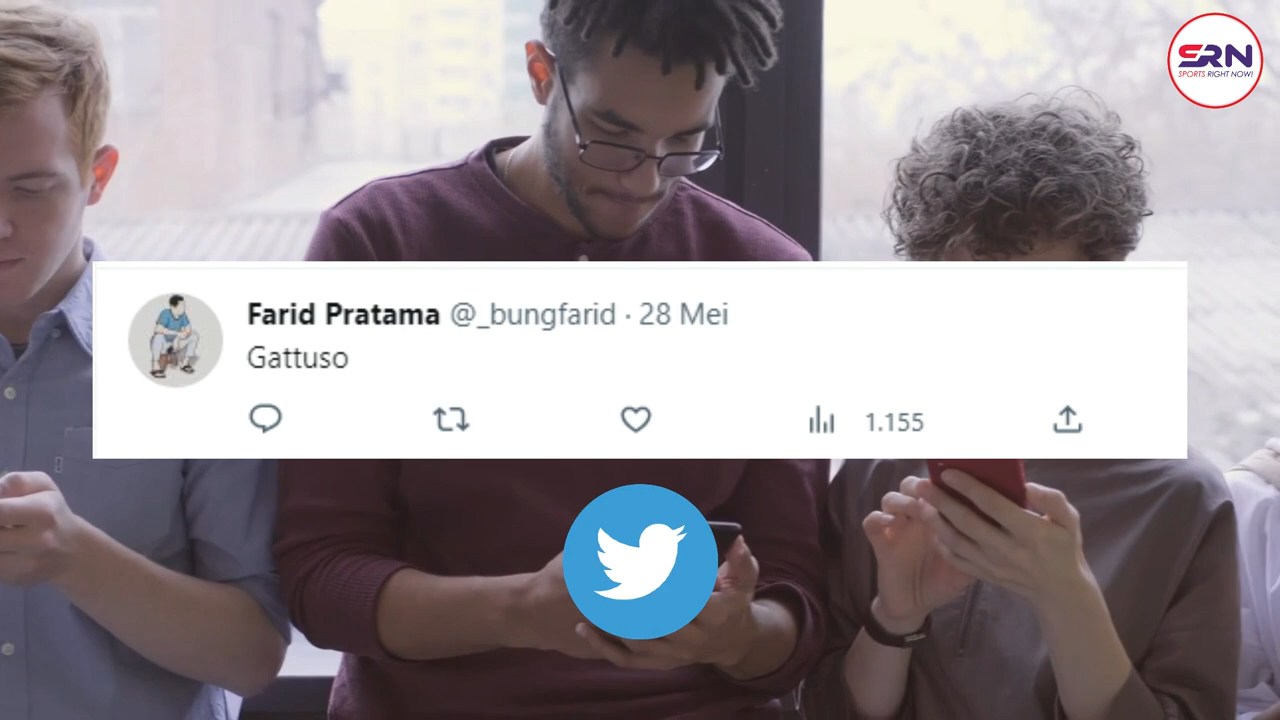 SRN
SPORTS RIGHT NOW!
Farid Pratama @_bungfarid · 28 Mei
Gattuso
1.155